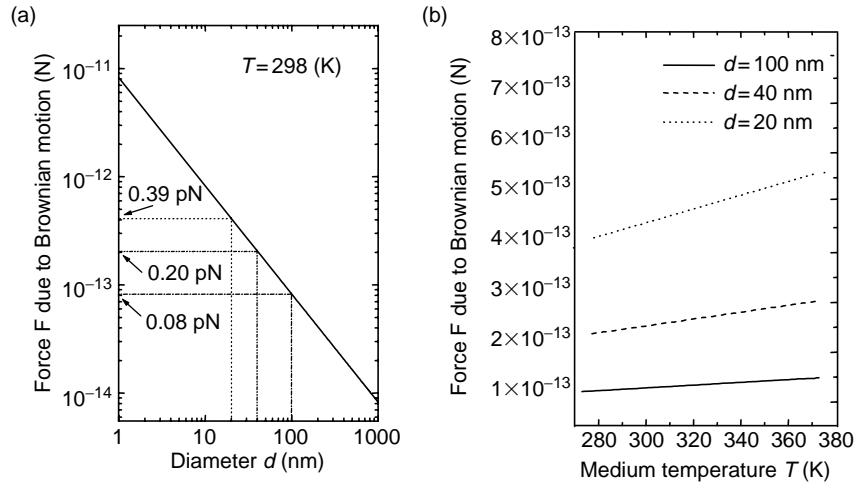 (a)
T = 298 (K)
Force F due to Brownian motion (N)
10−11
10−12
10−13
10−14
0.39 pN
0.20 pN
0.08 pN
1
10
100
1000
Diameter d (nm)
(b)
Force F due to Brownian motion (N)
8×10−13
7×10−13
6×10−13
5×10−13
4×10−13
3×10−13
2×10−13
1×10−13
d = 100 nm
d = 40 nm
d = 20 nm
280 300 320 340 360 380
Medium temperature T (K)